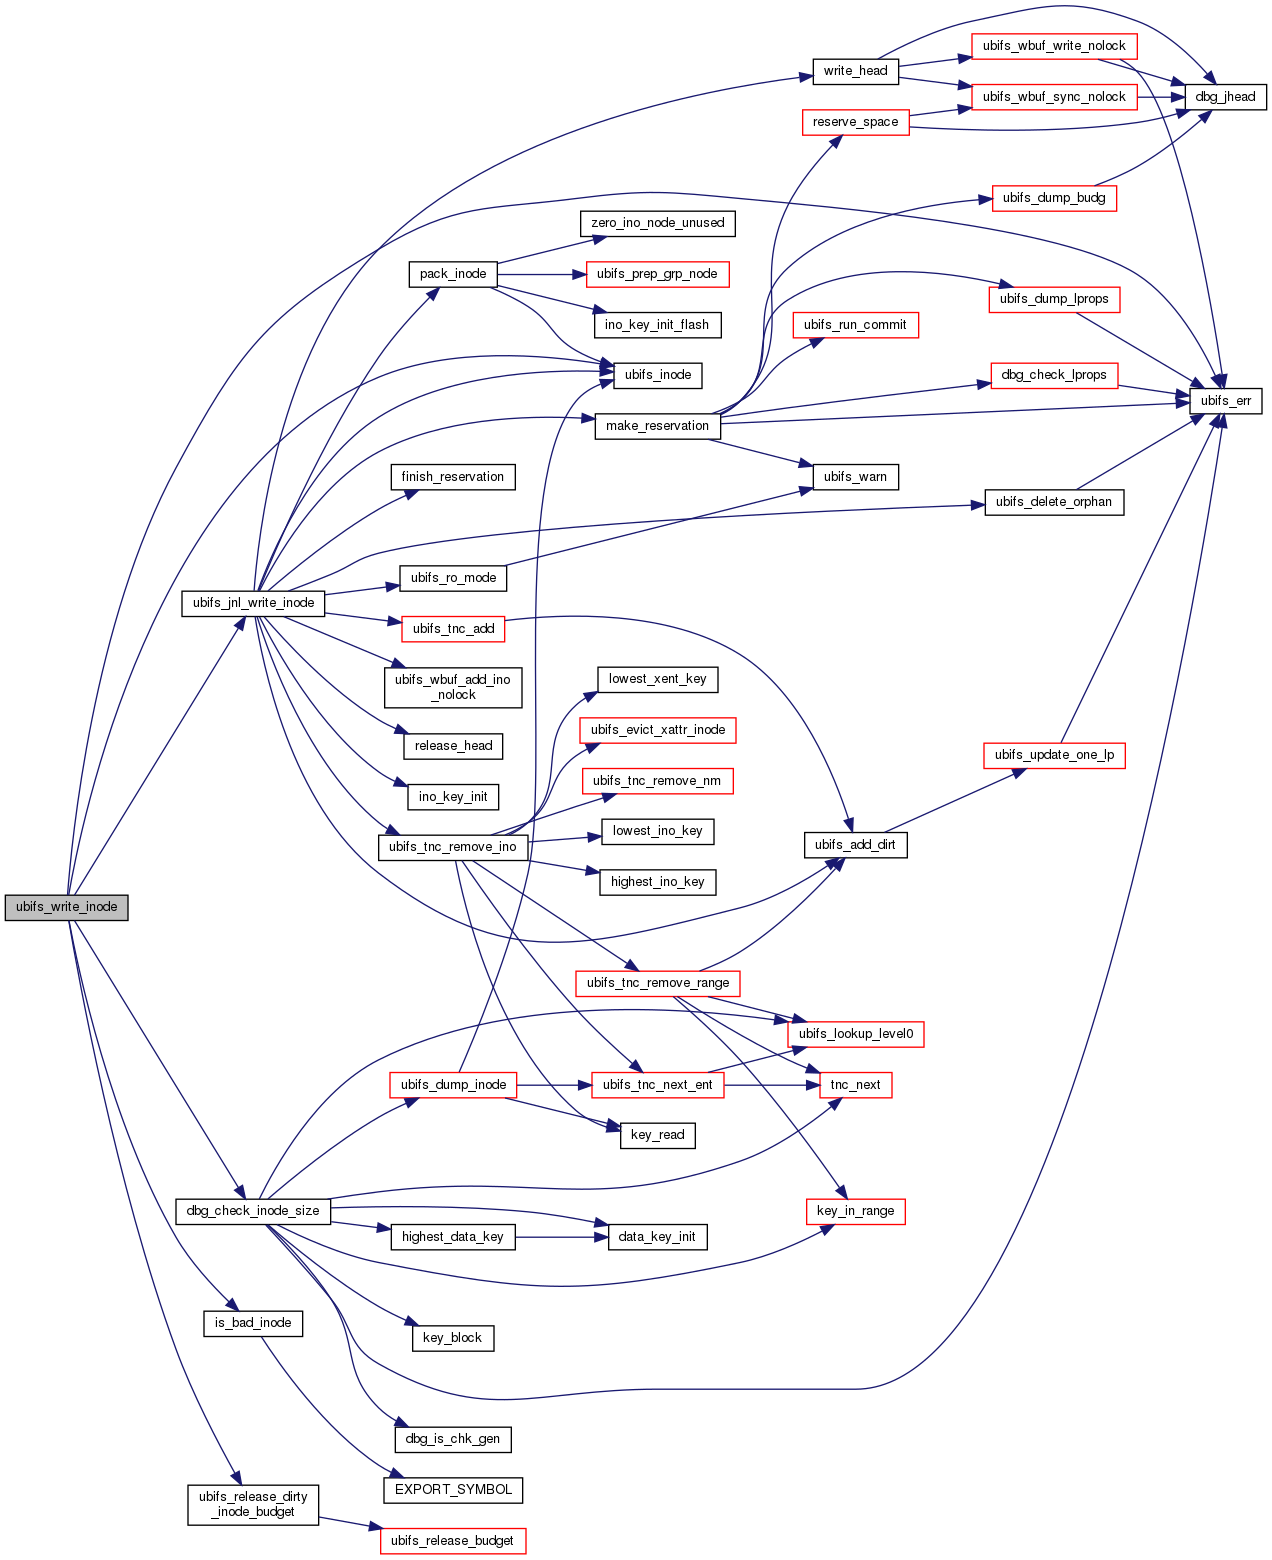 ubifs_wbuf_write_nolock
write_head
ubifs_wbuf_sync_nolock
dbg_jhead
reserve_space
ubifs_dump_budg
zero_ino_node_unused
pack_inode
ubifs_prep_grp_node
ubifs_dump_lprops
ino_key_init_flash
ubifs_run_commit
ubifs_inode
dbg_check_lprops
ubifs_err
make_reservation
finish_reservation
ubifs_warn
ubifs_delete_orphan
ubifs_ro_mode
ubifs_jnl_write_inode
ubifs_tnc_add
lowest_xent_key
ubifs_wbuf_add_ino
_nolock
ubifs_evict_xattr_inode
release_head
ubifs_update_one_lp
ubifs_tnc_remove_nm
ino_key_init
lowest_ino_key
ubifs_tnc_remove_ino
ubifs_add_dirt
highest_ino_key
ubifs_write_inode
ubifs_tnc_remove_range
ubifs_lookup_level0
ubifs_dump_inode
ubifs_tnc_next_ent
tnc_next
key_read
dbg_check_inode_size
key_in_range
highest_data_key
data_key_init
is_bad_inode
key_block
dbg_is_chk_gen
EXPORT_SYMBOL
ubifs_release_dirty
_inode_budget
ubifs_release_budget